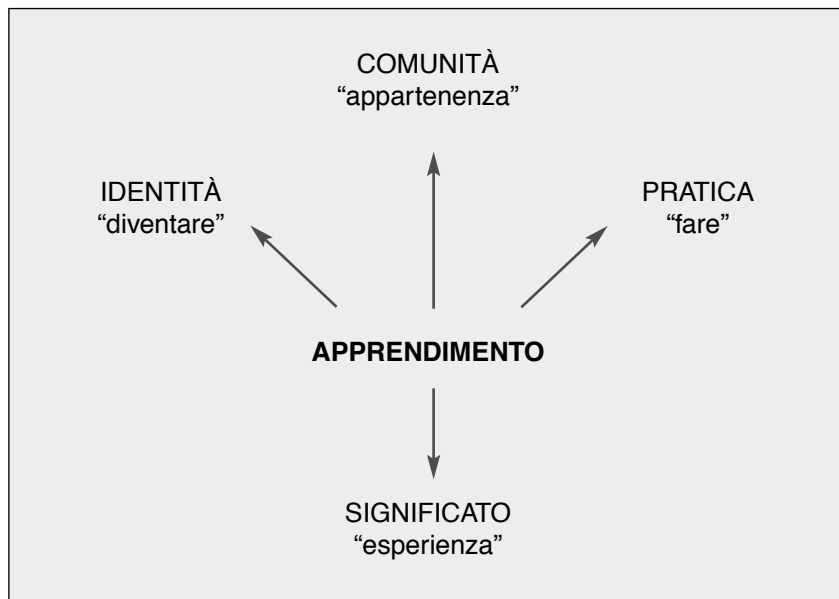 COMUNITÀ
“appartenenza”
IDENTITÀ
“diventare”
PRATICA
“fare”
APPRENDIMENTO
SIGNIFICATO
“esperienza”